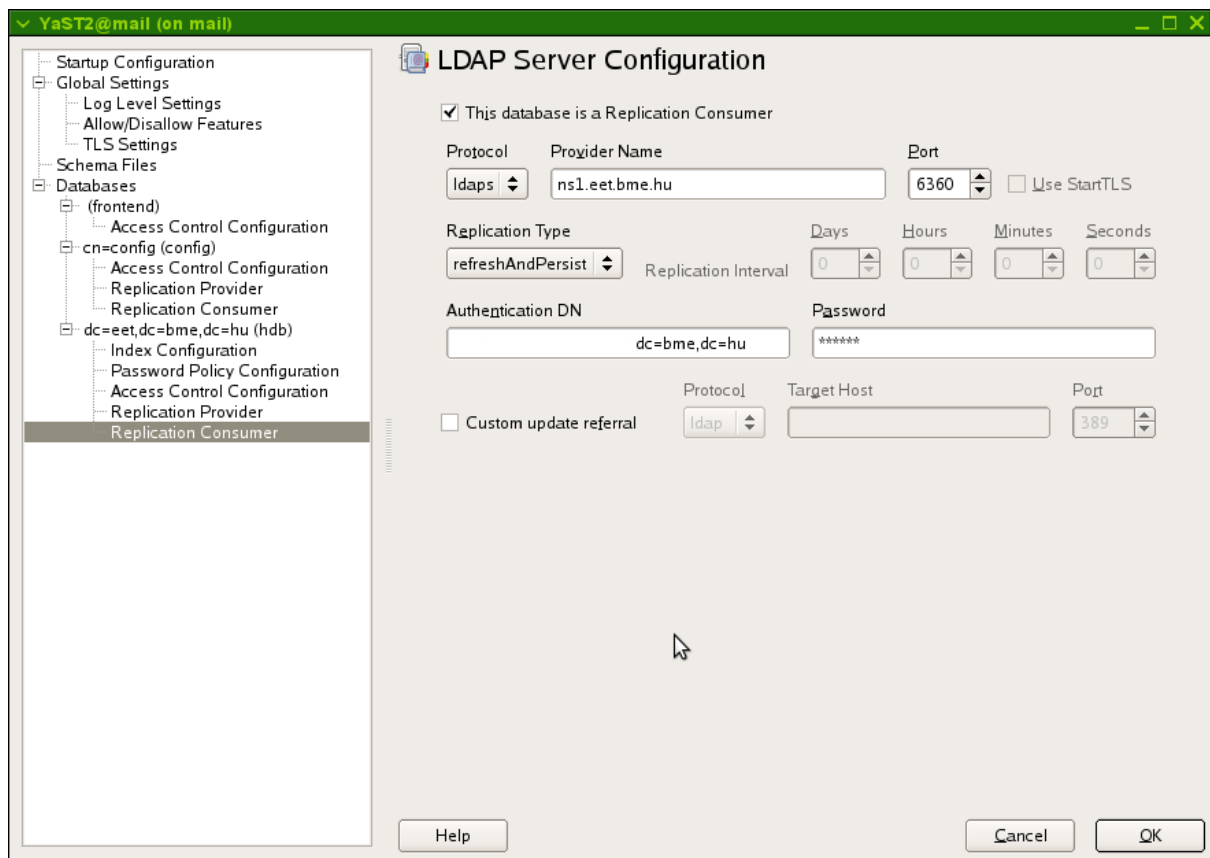 YaST2@mail (on mail)
Startup Configuration
Global Settings
Log Level Settings
Allow/Disallow Features
TLS Settings
Schema Files
Databases
(frontend)
Access Control Configuration
cn=config (config)
Access Control Configuration
Replication Provider
Replication Consumer
dc=eet,dc=bme,dc=hu (hdb)
Index Configuration
Password Policy Configuration
Access Control Configuration
Replication Provider
Replication Consumer
LDAP Server Configuration
This database is a Replication Consumer
Protocol Provider Name Port
ldaps ns1.eet.bme.hu 6360 Use StartTLS
Replication Type Days Hours Minutes Seconds
refreshAndPersist Replication Interval 0 0 0 0
Authentication DN Password
dc=bme,dc=hu ******
Protocol Target Host Port
Custom update referral ldap 389
Help Cancel OK